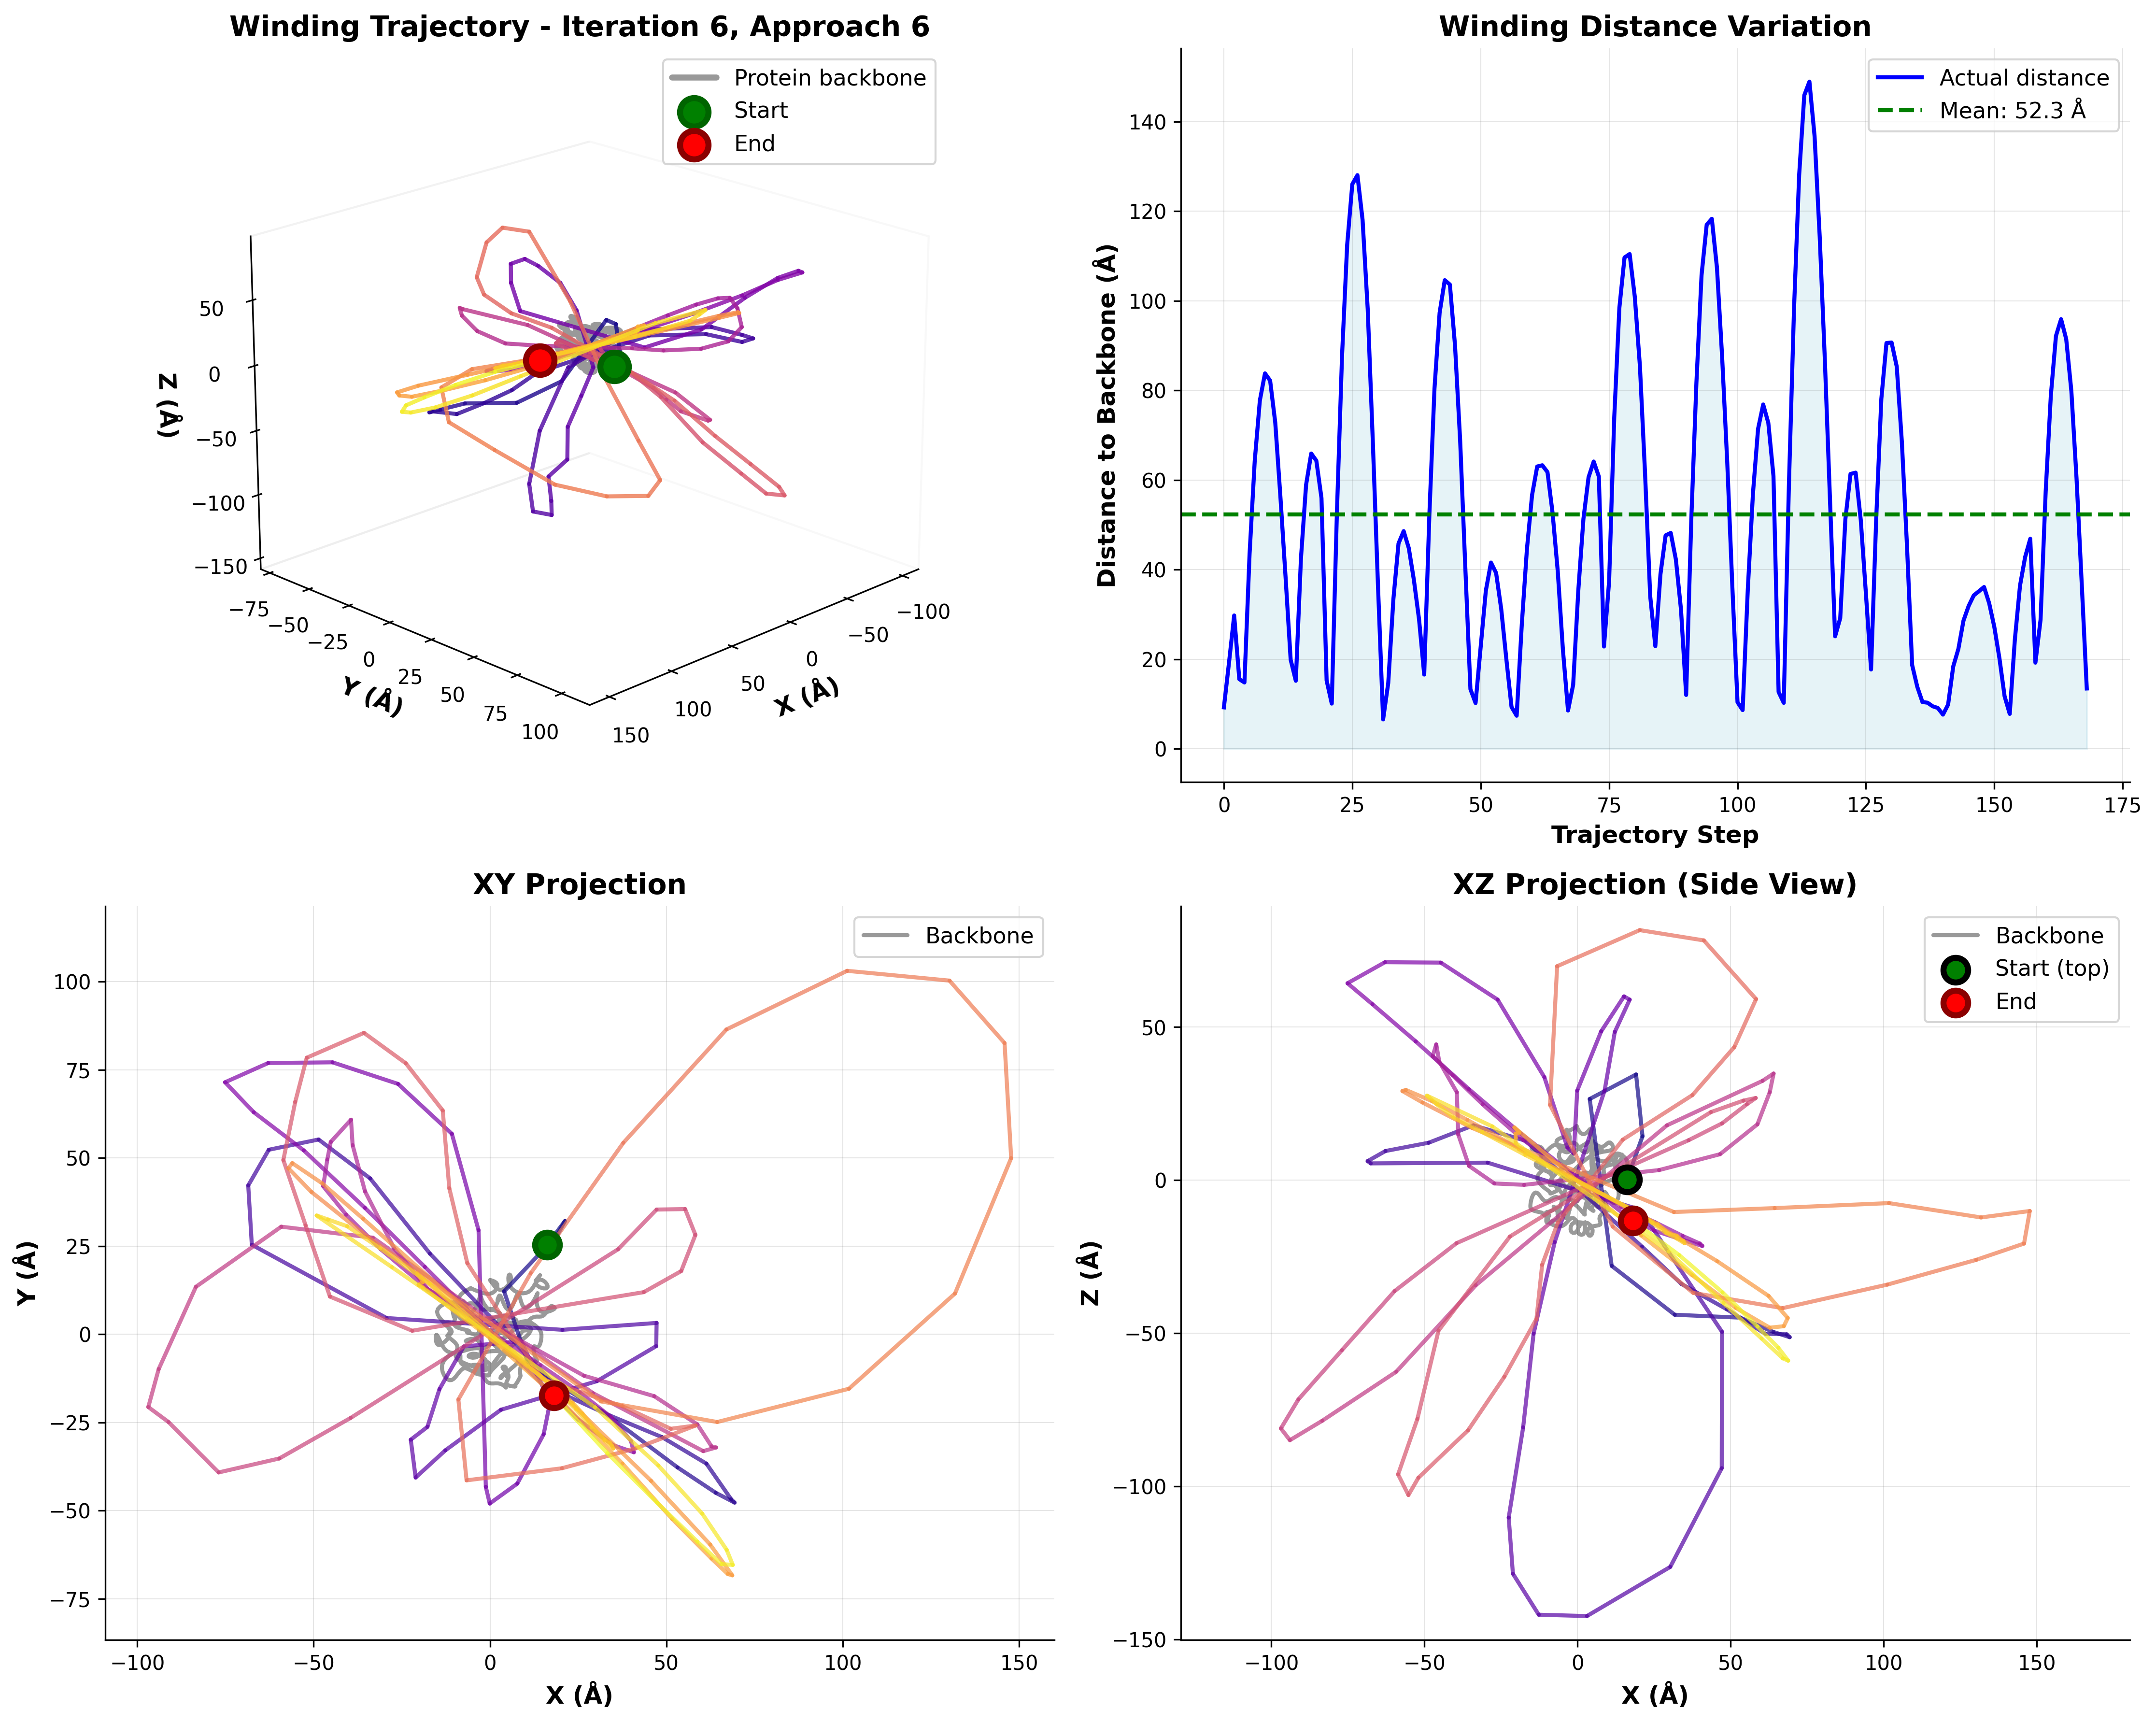 Winding Trajectory - Iteration 6, Approach 6
Protein backbone
Start
End
50
0
−50
−100
−150
Z (Å)
−75
−50
−25
0
25
50
75
100
Y (Å)
−100
−50
0
50
100
150
X (Å)
Winding Distance Variation
Actual distance
Mean: 52.3 Å
140
120
100
80
60
40
20
0
Distance to Backbone (Å)
0
25
50
75
100
125
150
175
Trajectory Step
XY Projection
Backbone
100
75
50
25
0
−25
−50
−75
Y (Å)
−100
−50
0
50
100
150
X (Å)
XZ Projection (Side View)
Backbone
Start (top)
End
50
0
−50
−100
−150
Z (Å)
−100
−50
0
50
100
150
X (Å)